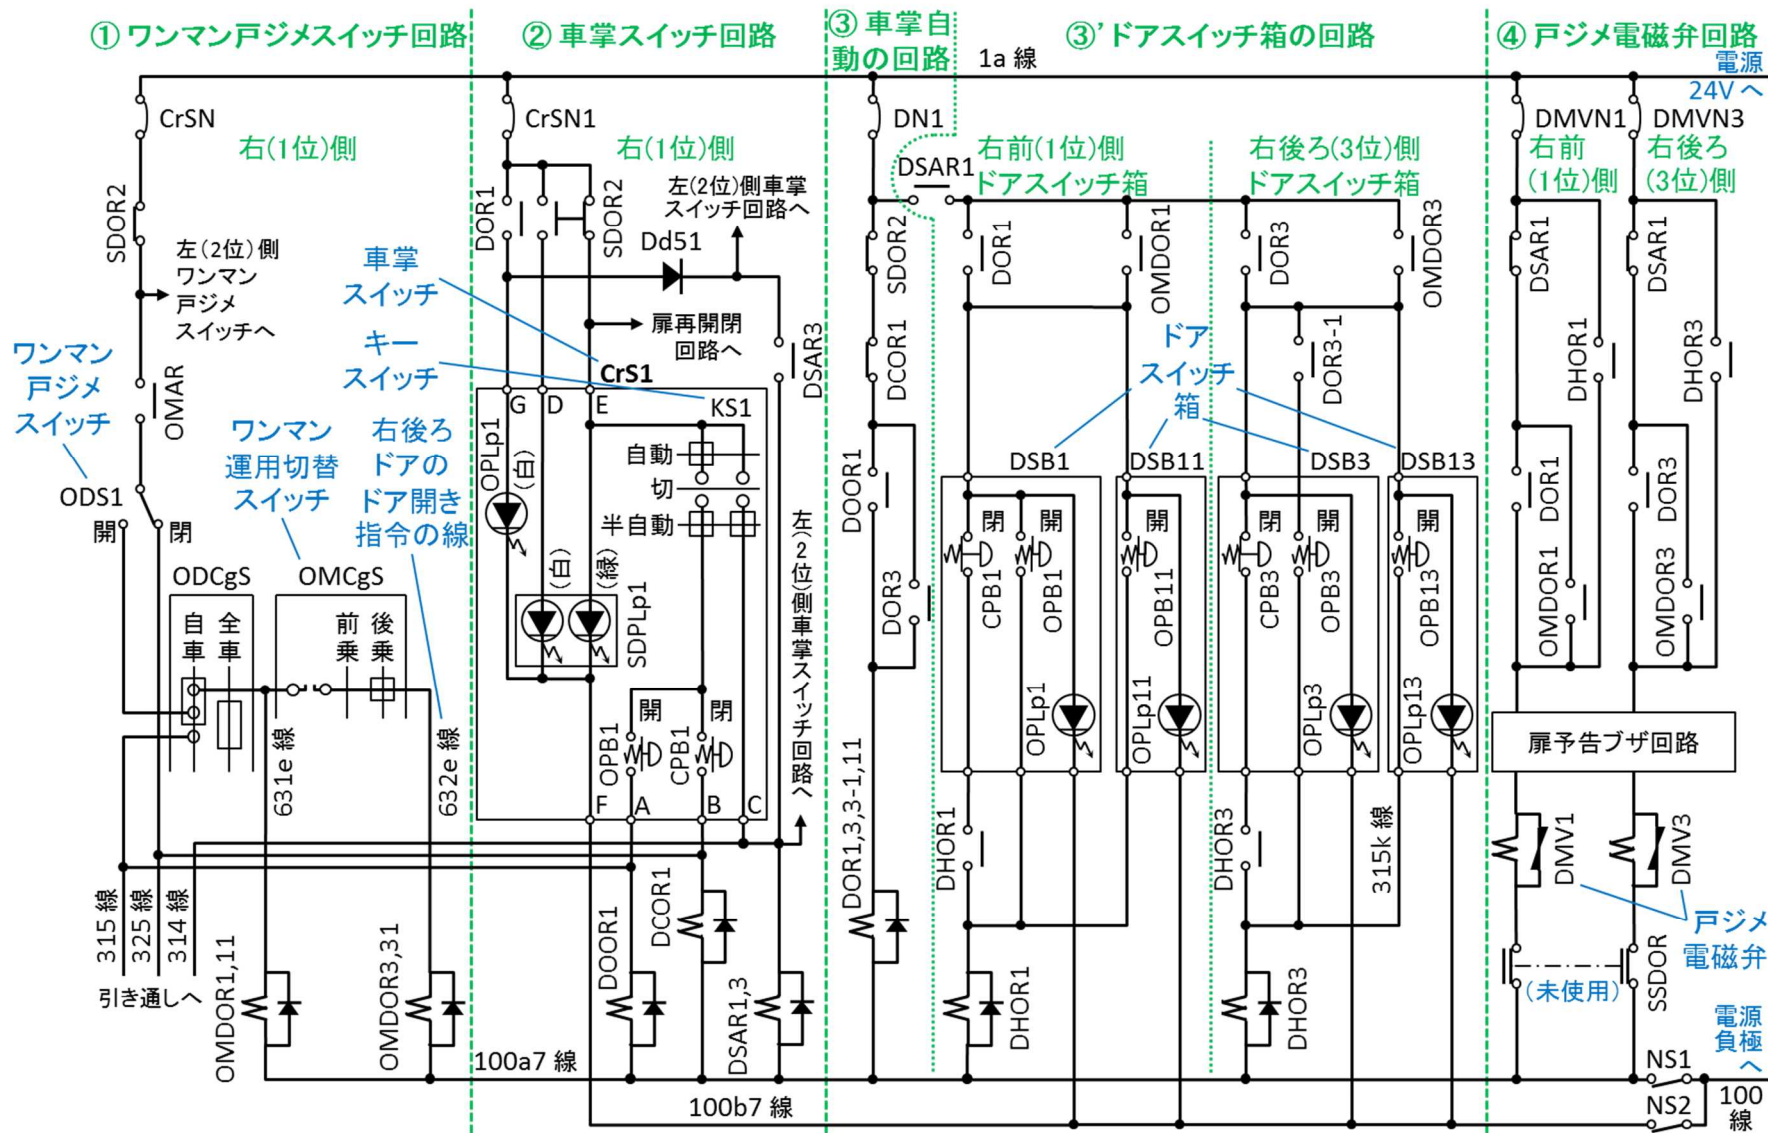 ① ワンマン戸ジメスイッチ回路
② 車掌スイッチ回路
③ 車掌自
動の回路
③’ドアスイッチ箱の回路
④ 戸ジメ電磁弁回路
1a 線
電源
24V へ
CrSN
右(1位)側
SDOR2
左(2位)側
ワンマン
戸ジメ
スイッチへ
ワンマン
戸ジメ
スイッチ
OMAR
ODS1
開
閉
ワンマン
運用切替
スイッチ
右後ろ
ドアの
ドア開き
指令の線
ODCgS
OMCgS
自車
全車
前乗
後乗
631e 線
632e 線
315 線
325 線
314 線
引き通しへ
OMDOR1,11
OMDOR3,31
CrSN1
右(1位)側
DOR1
SDOR2
左(2位)側車掌
スイッチ回路へ
Dd51
車掌
スイッチ
扉再開閉
回路へ
キー
スイッチ
CrS1
G
D
E
KS1
DSAR3
OPLp1
(白)
自動
切
半自動
(白)
(緑)
SDPLp1
左(2位)側車掌スイッチ回路へ
開
閉
OPB1
CPB1
F
A
B
C
DOOR1
DCOR1
DSAR1,3
100a7 線
100b7 線
DN1
DSAR1
SDOR2
DCOR1
DOOR1
DOR3
DOR1,3,3-1,11
右前(1位)側
ドアスイッチ箱
右後ろ(3位)側
ドアスイッチ箱
DOR1
OMDOR1
DOR3
OMDOR3
DOR3-1
ドア
スイッチ
箱
DSB1
DSB11
DSB3
DSB13
閉
開
開
閉
開
開
CPB1
OPB1
OPB11
CPB3
OPB3
OPB13
OPLp1
OPLp11
OPLp3
OPLp13
DHOR1
DHOR3
315k 線
DHOR1
DHOR3
DMVN1
DMVN3
右前
(1位)側
右後ろ
(3位)側
DSAR1
DSAR1
DHOR1
DHOR3
DOR1
DOR3
OMDOR1
OMDOR3
扉予告ブザ回路
DMV1
DMV3
戸ジメ
電磁弁
(未使用)
SSDOR
電源
負極
へ
NS1
NS2
100
線